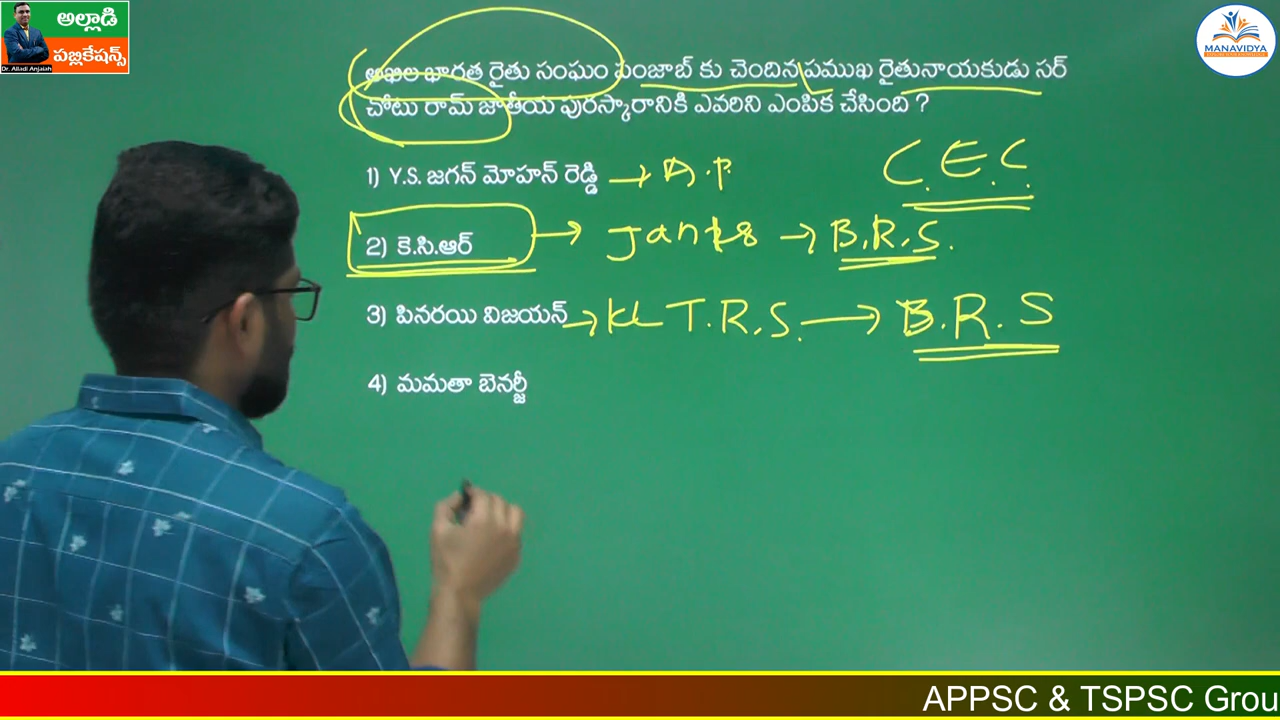 అల్లాడి
పబ్లికేషన్స్
Dr. Alladi Anjaiah
MANAVIDYA
అఖిల భారత రైతు సంఘం పంజాబ్ కు చెందిన ప్రముఖ రైతునాయకుడు సర్
చోటు రామ్ జాతీయ పురస్కారానికి ఎవరిని ఎంపిక చేసింది ?
C.E.C.
1) Y.S. జగన్ మోహన్ రెడ్డి → A.P.
2) కె.సి.ఆర్ → → B.R.S.
3) పినరయి విజయన్ → KL T.R.S. → B.R.S
4) మమతా బెనర్జీ
APPSC & TSPSC Grou